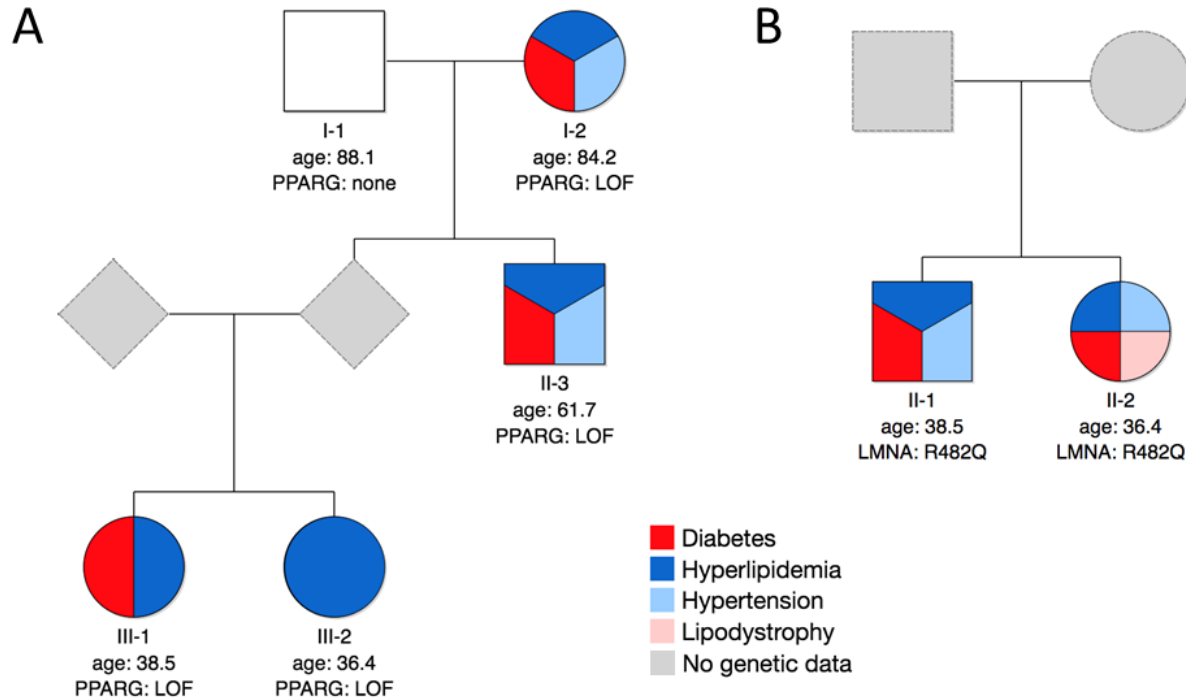 A
B
I-1
age: 88.1
PPARG: none
I-2
age: 84.2
PPARG: LOF
II-3
age: 61.7
PPARG: LOF
II-1
age: 38.5
LMNA: R482Q
II-2
age: 36.4
LMNA: R482Q
III-1
age: 38.5
PPARG: LOF
III-2
age: 36.4
PPARG: LOF
Diabetes
Hyperlipidemia
Hypertension
Lipodystrophy
No genetic data